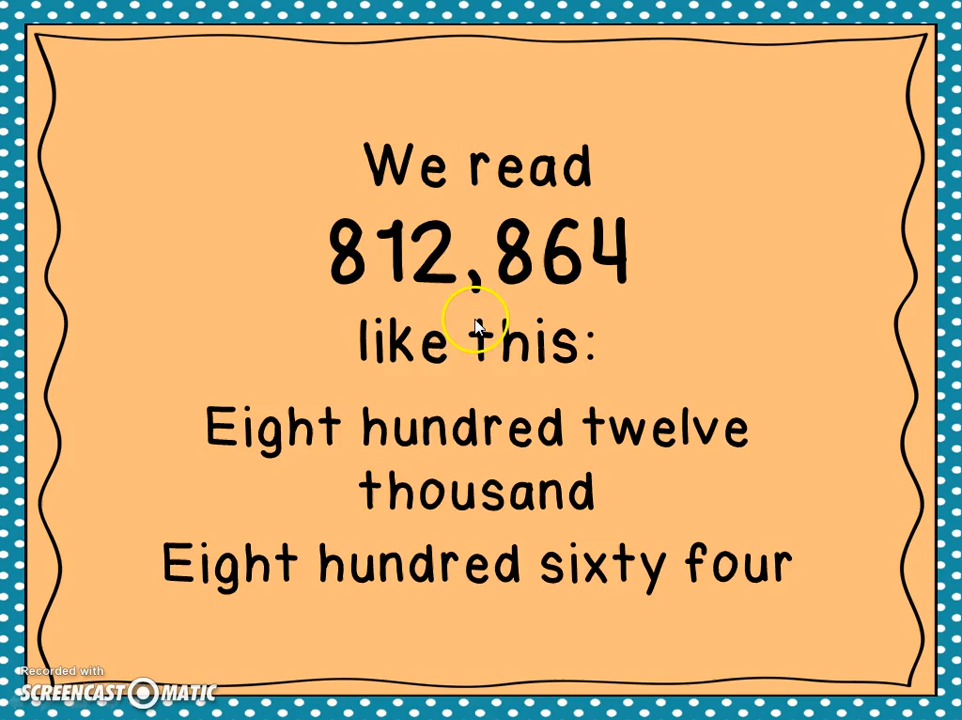 We read
812,864
like this:
Eight hundred twelve
thousand
Eight hundred sixty four
Recorded with
SCREENCAST MATIC